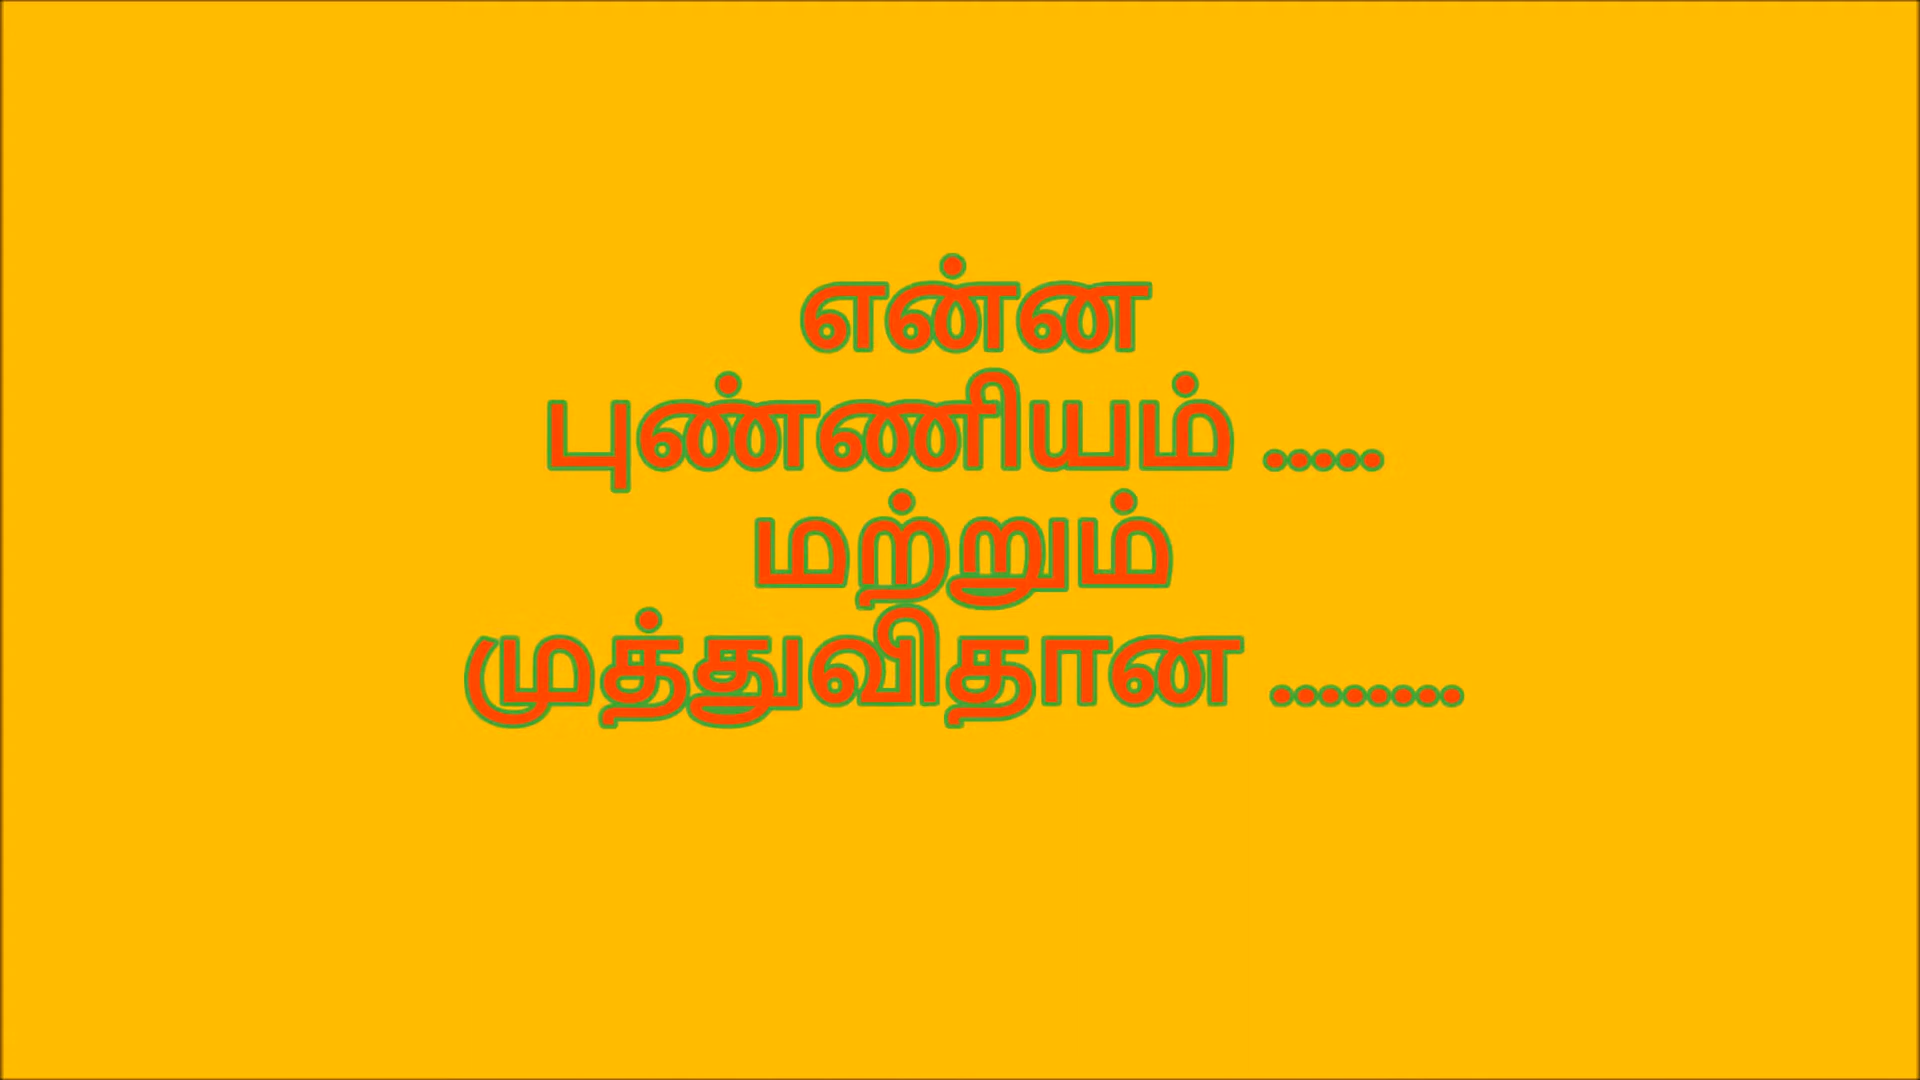 என்ன
புண்ணியம் .....
மற்றும்
முத்துவிதான ........